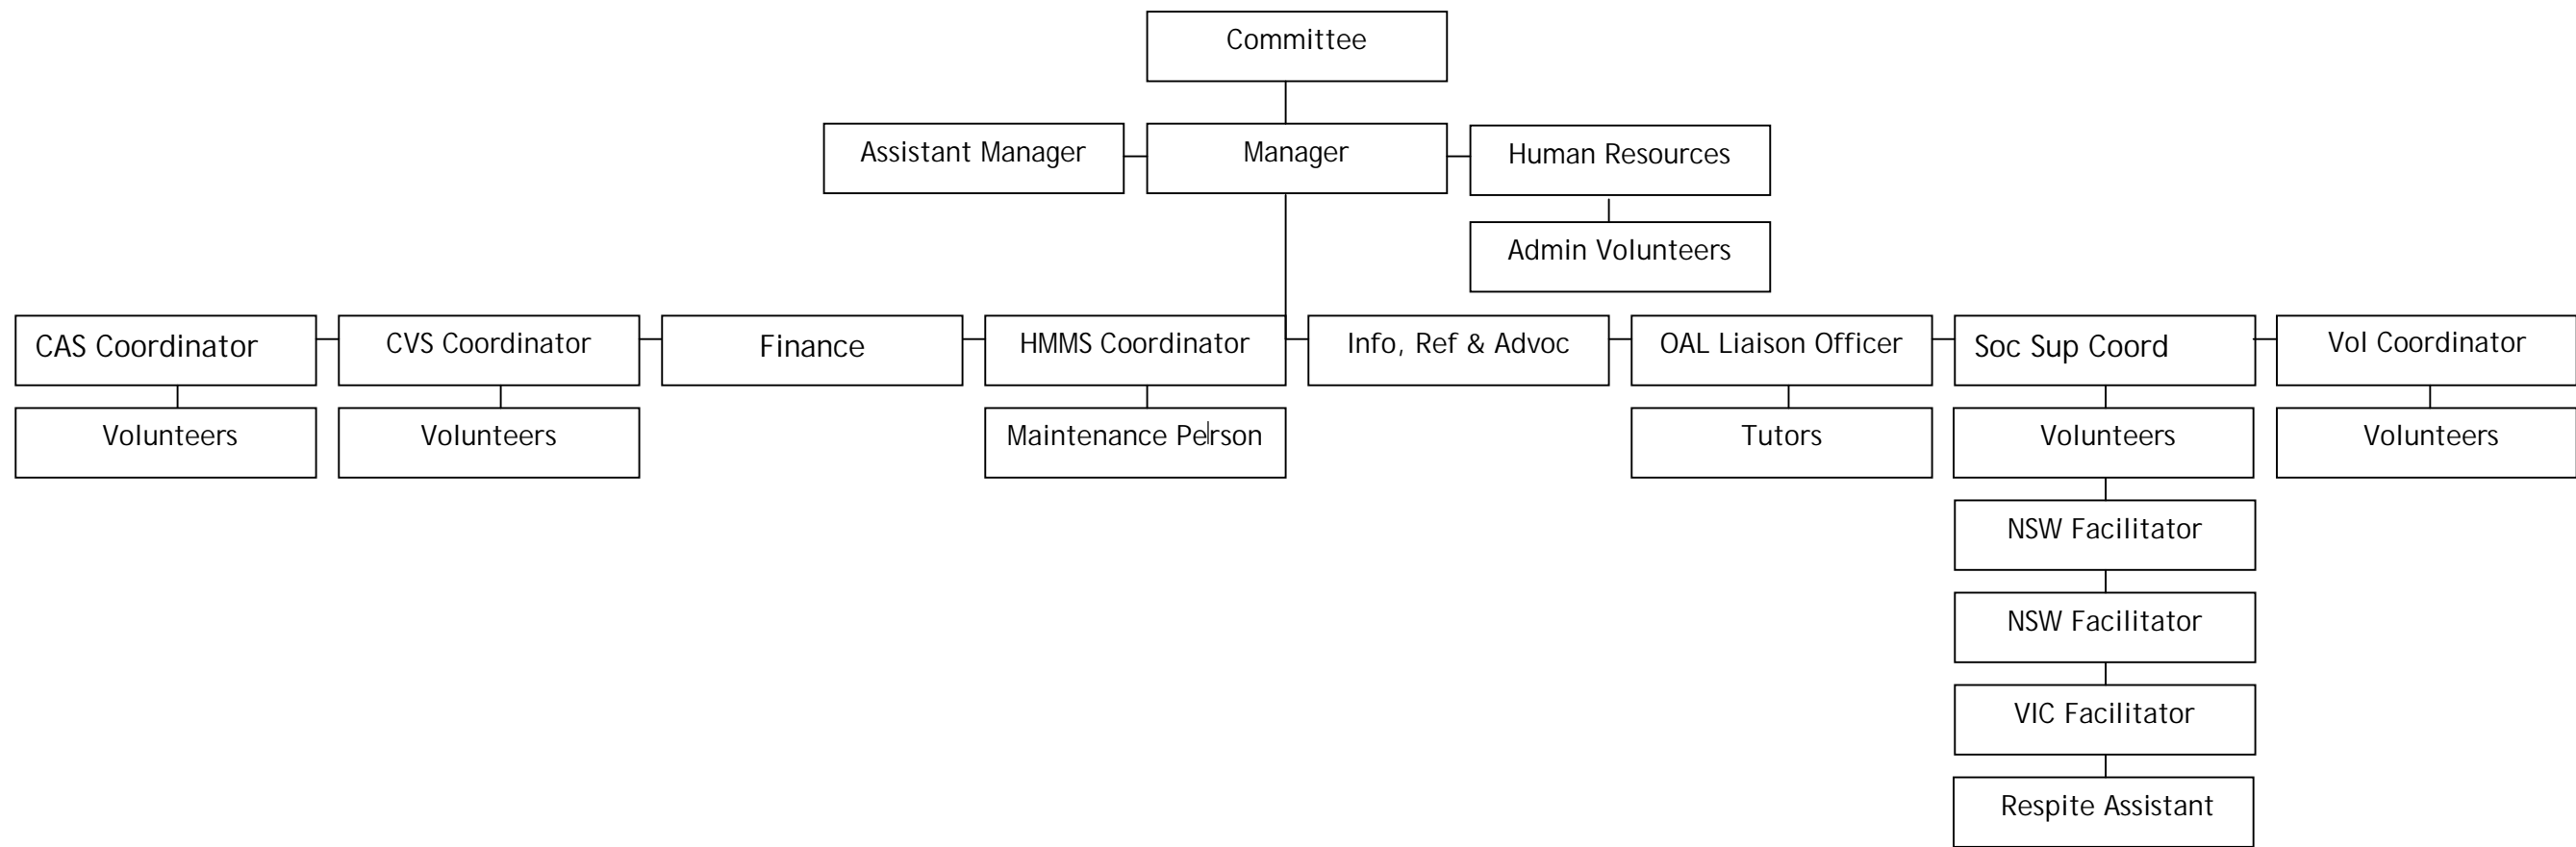 Committee
Assistant Manager
Manager
Human Resources
Admin Volunteers
CAS Coordinator
CVS Coordinator
Finance
HMMS Coordinator
Info, Ref & Advoc
OAL Liaison Officer
Soc Sup Coord
Vol Coordinator
Volunteers
Volunteers
Maintenance Person
Tutors
Volunteers
Volunteers
NSW Facilitator
NSW Facilitator
VIC Facilitator
Respite Assistant